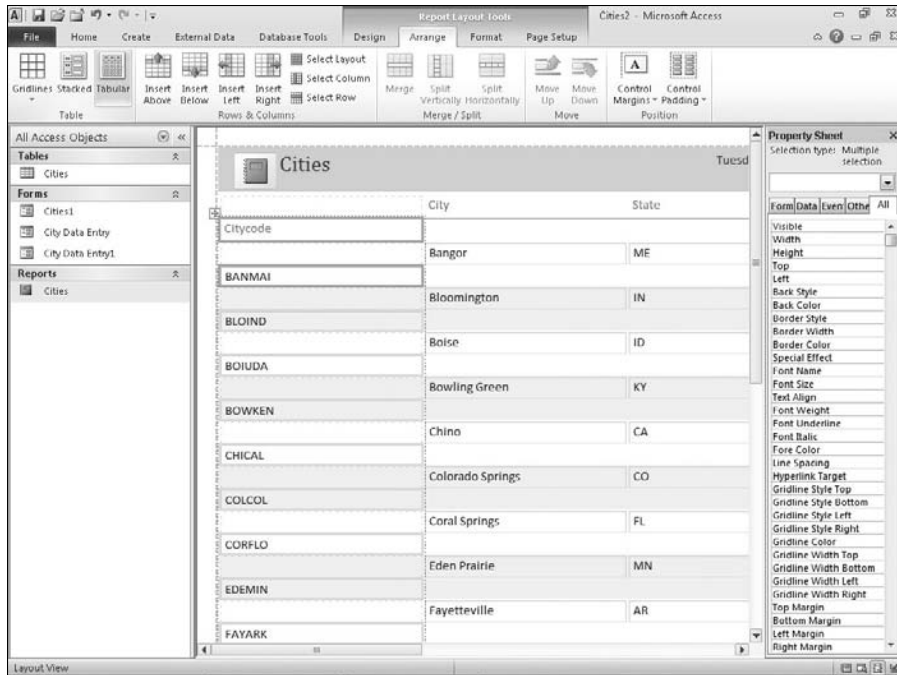 A
Report Layout Tools
Cities2 - Microsoft Access
File Home Create External Data Database Tools Design Arrange Format Page Setup
Gridlines Stacked Tabular
Table
Insert Above
Insert Below
Insert Left
Insert Right
Select Layout
Select Column
Select Row
Rows & Columns
Merge
Split Vertically
Split Horizontally
Merge / Split
Move Up
Move Down
Move
A
Control Margins
Control Padding
Position
All Access Objects
Tables
Cities
Forms
Cities1
City Data Entry
City Data Entry1
Reports
Cities
Cities
Tuesd
City State
Citycode
Bangor ME
BANMAI
Bloomington IN
BLOIND
Boise ID
BOIUDA
Bowling Green KY
BOWKEN
Chino CA
CHICAL
Colorado Springs CO
COLCOL
Coral Springs FL
CORFLO
Eden Prairie MN
EDEMIN
Fayetteville AR
FAYARK
Property Sheet
Selection type: Multiple
selection
Form Data Even Othe All
Visible
Width
Height
Top
Left
Back Style
Back Color
Border Style
Border Width
Border Color
Special Effect
Font Name
Font Size
Text Align
Font Weight
Font Underline
Font Italic
Fore Color
Line Spacing
Hyperlink Target
Gridline Style Top
Gridline Style Bottom
Gridline Style Left
Gridline Style Right
Gridline Color
Gridline Width Top
Gridline Width Bottom
Gridline Width Left
Gridline Width Right
Top Margin
Bottom Margin
Left Margin
Right Margin
Layout View